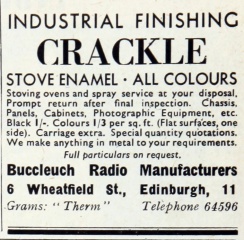 INDUSTRIAL FINISHING
CRACKLE
STOVE ENAMEL · ALL COLOURS
Stoving ovens and spray service at your disposal,
Prompt return after final inspection. Chassis,
Panels, Cabinets, Photographic Equipment, etc.
Black 1/-. Colours 1/3 per sq. ft. (Flat surfaces, one
side). Carriage extra. Special quantity quotations.
We make anything in metal to your requirements.
Full particulars on request.
Buccleuch Radio Manufacturers
6 Wheatfield St., Edinburgh, 11
Grams: "Therm" Telephone 64596